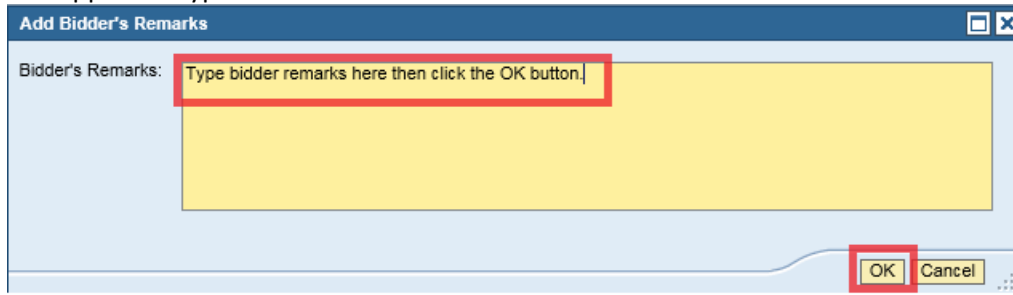 Add Bidder's Remarks
Bidder's Remarks:
Type bidder remarks here then click the OK button.
OK Cancel